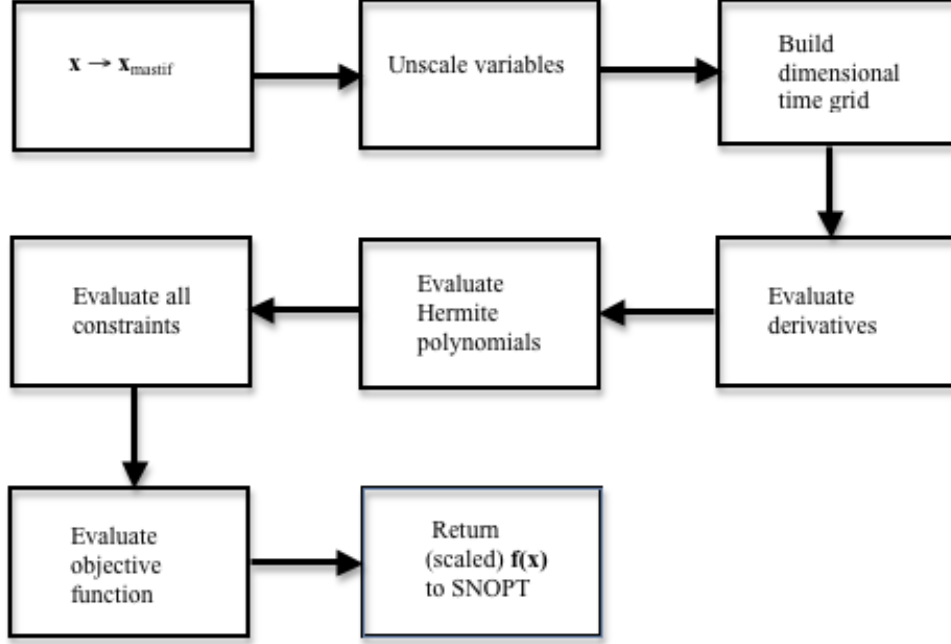 x → x_mastif
Unscale variables
Build
dimensional
time grid
Evaluate
derivatives
Evaluate
Hermite
polynomials
Evaluate all
constraints
Evaluate
objective
function
Return
(scaled) f(x)
to SNOPT